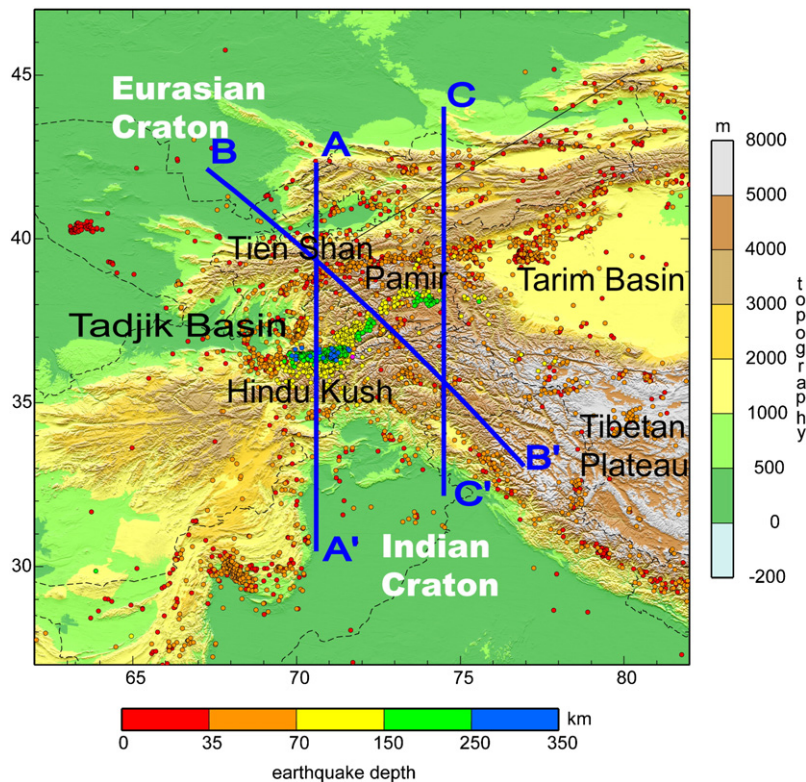 45
40
35
30
70
75
80
Eurasian
Craton
B
A
C
Tien Shan
Pamir
Tarim Basin
Tadjik Basin
Hindu Kush
Tibetan
Plateau
B'
C'
A'
Indian
Craton
m
8000
5000
4000
3000
2000
1000
500
0
-200
topography
0
35
70
150
250
350
km
earthquake depth